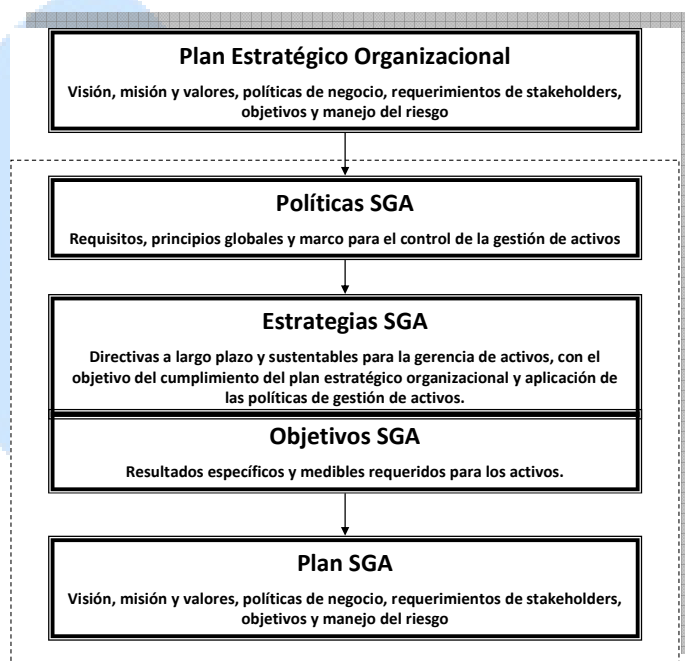 Plan Estratégico Organizacional
Visión, misión y valores, políticas de negocio, requerimientos de stakeholders,
objetivos y manejo del riesgo
Políticas SGA
Requisitos, principios globales y marco para el control de la gestión de activos
Estrategias SGA
Directivas a largo plazo y sustentables para la gerencia de activos, con el
objetivo del cumplimiento del plan estratégico organizacional y aplicación de
las políticas de gestión de activos.
Objetivos SGA
Resultados específicos y medibles requeridos para los activos.
Plan SGA
Visión, misión y valores, políticas de negocio, requerimientos de stakeholders,
objetivos y manejo del riesgo